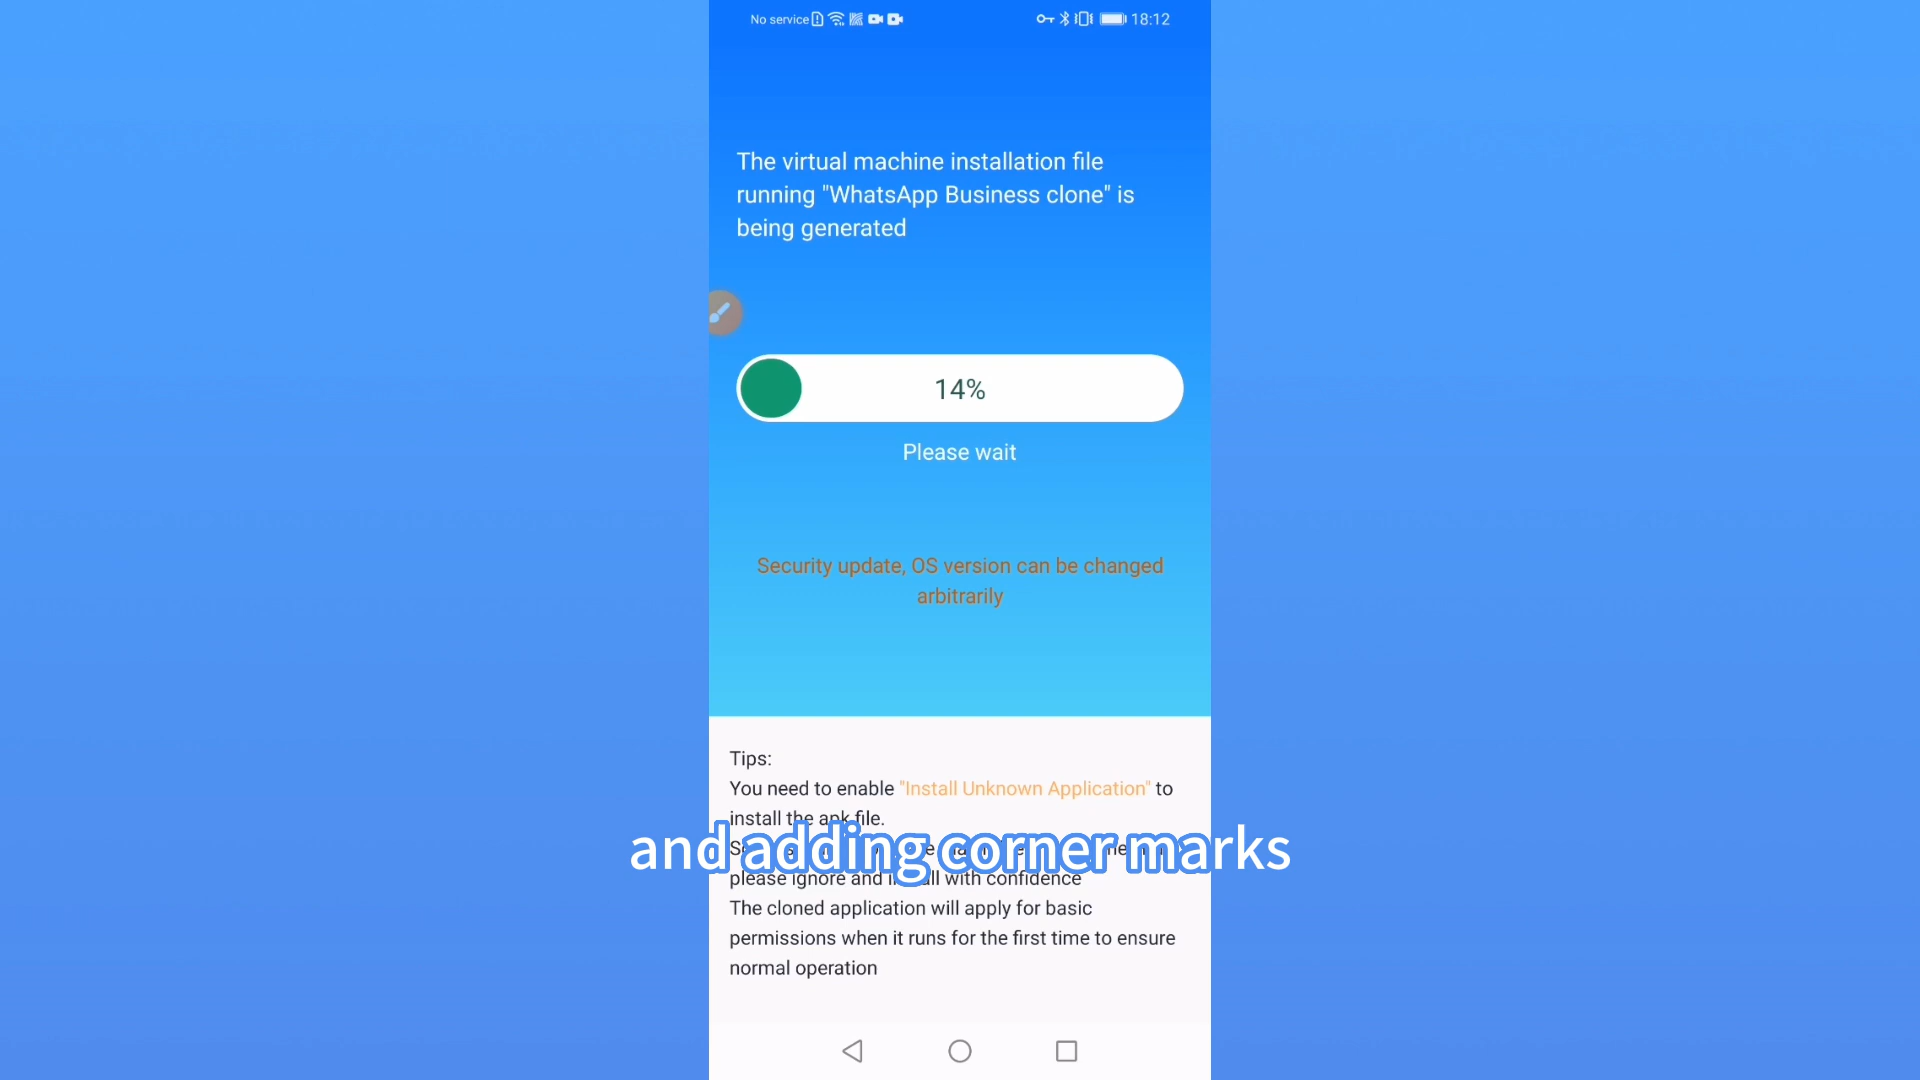 No service
18:12
The virtual machine installation file
running "WhatsApp Business clone" is
being generated
14%
Please wait
Security update, OS version can be changed
arbitrarily
Tips:
You need to enable "Install Unknown Application" to
install the apk file.
and adding corner marks
please ignore and install with confidence
The cloned application will apply for basic
permissions when it runs for the first time to ensure
normal operation